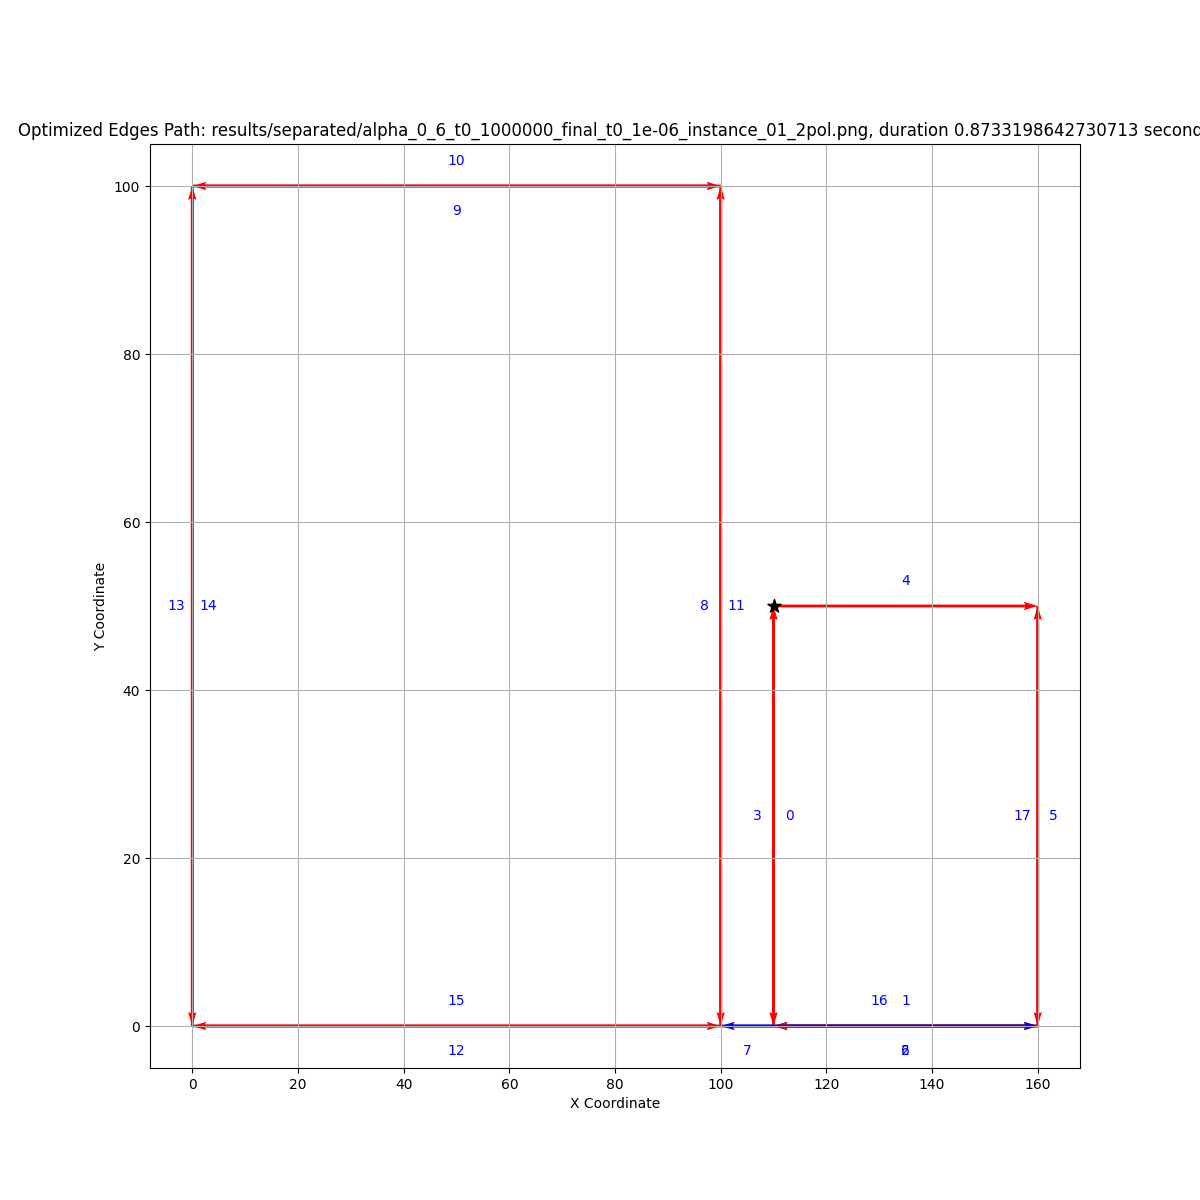 Optimized Edges Path: results/separated/alpha_0_6_t0_1000000_final_t0_1e-06_instance_01_2pol.png, duration 0.8733198642730713 second
10
100
9
80
60
4
13 14 8 11
Y Coordinate
40
3 0 17 5
20
15 16 1
0
12 7
0 20 40 60 80 100 120 140 160
X Coordinate